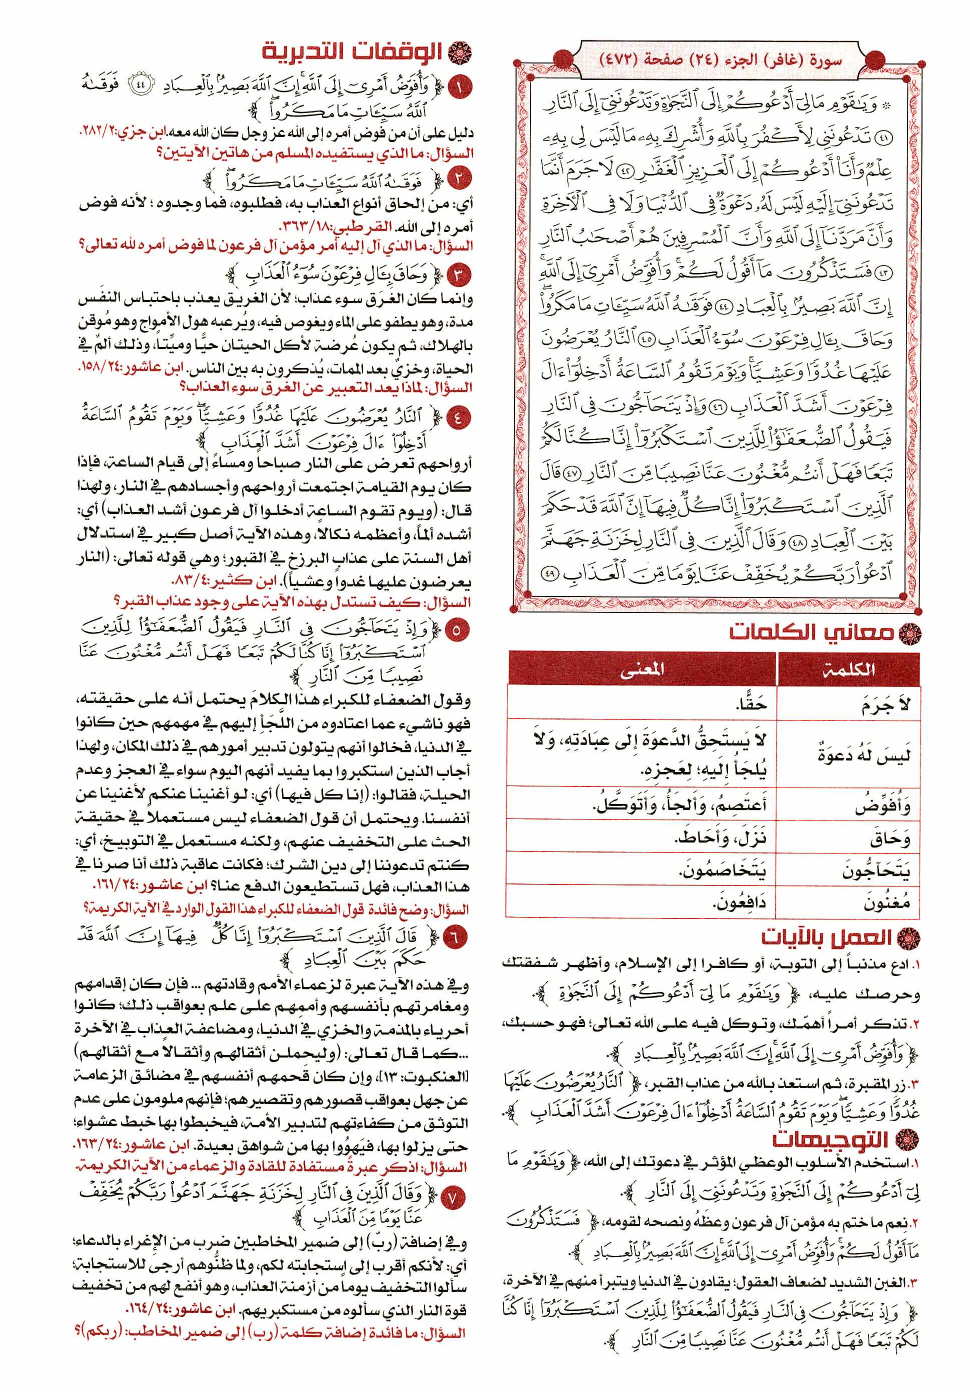 سورة (غافر) الجزء (٢٤) صفحة (٤٧٢)
۞ وَيَٰقَوْمِ مَالِىٓ أَدْعُوكُمْ إِلَى ٱلنَّجَوٰةِ وَتَدْعُونَنِىٓ إِلَى ٱلنَّارِ
٤١ تَدْعُونَنِى لِأَكْفُرَ بِٱللَّهِ وَأُشْرِكَ بِهِۦ مَا لَيْسَ لِى بِهِۦ
عِلْمٌ وَأَنَا۠ أَدْعُوكُمْ إِلَى ٱلْعَزِيزِ ٱلْغَفَّٰرِ ٤٢ لَا جَرَمَ أَنَّمَا
تَدْعُونَنِىٓ إِلَيْهِ لَيْسَ لَهُۥ دَعْوَةٌ فِى ٱلدُّنْيَا وَلَا فِى ٱلْءَاخِرَةِ
وَأَنَّ مَرَدَّنَآ إِلَى ٱللَّهِ وَأَنَّ ٱلْمُسْرِفِينَ هُمْ أَصْحَٰبُ ٱلنَّارِ
٤٣ فَسَتَذْكُرُونَ مَآ أَقُولُ لَكُمْ ۚ وَأُفَوِّضُ أَمْرِىٓ إِلَى ٱللَّهِ ۚ
إِنَّ ٱللَّهَ بَصِيرٌۢ بِٱلْعِبَادِ ٤٤ فَوَقَىٰهُ ٱللَّهُ سَيِّـَٔاتِ مَا مَكَرُوا۟ ۖ
وَحَاقَ بِـَٔالِ فِرْعَوْنَ سُوٓءُ ٱلْعَذَابِ ٤٥ ٱلنَّارُ يُعْرَضُونَ
عَلَيْهَا غُدُوًّا وَعَشِيًّا ۖ وَيَوْمَ تَقُومُ ٱلسَّاعَةُ أَدْخِلُوٓا۟ ءَالَ
فِرْعَوْنَ أَشَدَّ ٱلْعَذَابِ ٤٦ وَإِذْ يَتَحَآجُّونَ فِى ٱلنَّارِ
فَيَقُولُ ٱلضُّعَفَٰٓؤُا۟ لِلَّذِينَ ٱسْتَكْبَرُوٓا۟ إِنَّا كُنَّا لَكُمْ
تَبَعًا فَهَلْ أَنتُم مُّغْنُونَ عَنَّا نَصِيبًا مِّنَ ٱلنَّارِ ٤٧ قَالَ
ٱلَّذِينَ ٱسْتَكْبَرُوٓا۟ إِنَّا كُلٌّ فِيهَآ إِنَّ ٱللَّهَ قَدْ حَكَمَ
بَيْنَ ٱلْعِبَادِ ٤٨ وَقَالَ ٱلَّذِينَ فِى ٱلنَّارِ لِخَزَنَةِ جَهَنَّمَ
ٱدْعُوا۟ رَبَّكُمْ يُخَفِّفْ عَنَّا يَوْمًا مِّنَ ٱلْعَذَابِ ٤٩
معاني الكلمات
الكلمة المعنى
لاَ جَرَمَ حَقًّا.
لَيسَ لَهُ دَعوَةٌ لاَ يَستَحِقُّ الدَّعوَةَ إِلى عِبَادَتِهِ، وَلاَ
يُلجَأُ إِلَيهِ؛ لِعَجزِهِ.
وَأُفَوِّضُ أَعتَصِمُ، وَأَلجَأُ، وَأَتَوَكَّلُ.
وَحَاقَ نَزَلَ، وَأَحَاطَ.
يَتَحَآجُّونَ يَتَخَاصَمُونَ.
مُغنُونَ دَافِعُونَ.
العمل بالآيات
١. ادع مذنباً إلى التوبة، أو كافرا إلى الإسلام، وأظهر شفقتك
وحرصك عليه، ﴿ وَيَٰقَوْمِ مَا لِىٓ أَدْعُوكُمْ إِلَى ٱلنَّجَوٰةِ ﴾.
٢. تذكر أمراً أهمّك، وتوكل فيه على الله تعالى؛ فهو حسبك،
﴿ وَأُفَوِّضُ أَمْرِىٓ إِلَى ٱللَّهِ ۚ إِنَّ ٱللَّهَ بَصِيرٌۢ بِٱلْعِبَادِ ﴾.
٣. زر المقبرة، ثم استعذ بالله من عذاب القبر، ﴿ ٱلنَّارُ يُعْرَضُونَ عَلَيْهَا
غُدُوًّا وَعَشِيًّا ۖ وَيَوْمَ تَقُومُ ٱلسَّاعَةُ أَدْخِلُوٓا۟ ءَالَ فِرْعَوْنَ أَشَدَّ ٱلْعَذَابِ ﴾.
التوجيهات
١. استخدم الأسلوب الوعظي المؤثر في دعوتك إلى الله، ﴿ وَيَٰقَوْمِ مَا
لِىٓ أَدْعُوكُمْ إِلَى ٱلنَّجَوٰةِ وَتَدْعُونَنِىٓ إِلَى ٱلنَّارِ ﴾.
٢. نعم ما ختم به مؤمن آل فرعون وعظَهُ ونصحه لقومه، ﴿ فَسَتَذْكُرُونَ
مَآ أَقُولُ لَكُمْ ۚ وَأُفَوِّضُ أَمْرِىٓ إِلَى ٱللَّهِ ۚ إِنَّ ٱللَّهَ بَصِيرٌۢ بِٱلْعِبَادِ ﴾.
٣. الغبن الشديد لضعاف العقول؛ يقادون في الدنيا ويتبرأ منهم في الآخرة،
﴿ وَإِذْ يَتَحَآجُّونَ فِى ٱلنَّارِ فَيَقُولُ ٱلضُّعَفَٰٓؤُا۟ لِلَّذِينَ ٱسْتَكْبَرُوٓا۟ إِنَّا كُنَّا
لَكُمْ تَبَعًا فَهَلْ أَنتُم مُّغْنُونَ عَنَّا نَصِيبًا مِّنَ ٱلنَّارِ ﴾.
الوقفات التدبرية
١ ﴿ وَأُفَوِّضُ أَمْرِىٓ إِلَى ٱللَّهِ ۚ إِنَّ ٱللَّهَ بَصِيرٌۢ بِٱلْعِبَادِ ٤٤ فَوَقَىٰهُ
ٱللَّهُ سَيِّـَٔاتِ مَا مَكَرُوا۟ ۖ ﴾
دليل على أن من فوض أمره إلى الله عز وجل كان الله معه. ابن جزي: ٢/ ٢٨٢.
السؤال: ما الذي يستفيده المسلم من هاتين الآيتين؟
٢ ﴿ فَوَقَىٰهُ ٱللَّهُ سَيِّـَٔاتِ مَا مَكَرُوا۟ ۖ ﴾
أي: من إلحاق أنواع العذاب به، فطلبوه، فما وجدوه ؛ لأنه فوض
أمره إلى الله. القرطبي: ١٨/ ٣٦٣.
السؤال: ما الذي آل إليه أمر مؤمن آل فرعون لما فوض أمره لله تعالى؟
٣ ﴿ وَحَاقَ بِـَٔالِ فِرْعَوْنَ سُوٓءُ ٱلْعَذَابِ ﴾
وإنما كان الغرق سوء عذاب؛ لأن الغريق يعذب باحتباس النفَس
مدة، وهو يطفو على الماء ويغوص فيه، ويُرعبه هول الأمواج وهو مُوقن
بالهلاك، ثم يكون عُرضة لأكل الحيتان حيًّا وميِّتاً، وذلك ألمٌ في
الحياة، وخزيٌ بعد الممات، يُذكرون به بين الناس. ابن عاشور: ٢٤/ ١٥٨.
السؤال: لماذا يعد التعبير عن الغرق سوء العذاب؟
٤ ﴿ ٱلنَّارُ يُعْرَضُونَ عَلَيْهَا غُدُوًّا وَعَشِيًّا ۖ وَيَوْمَ تَقُومُ ٱلسَّاعَةُ
أَدْخِلُوٓا۟ ءَالَ فِرْعَوْنَ أَشَدَّ ٱلْعَذَابِ ﴾
أرواحهم تعرض على النار صباحاً ومساءً إلى قيام الساعة، فإذا
كان يوم القيامة اجتمعت أرواحهم وأجسادهم في النار، ولهذا
قال: (ويوم تقوم الساعة أدخلوا آل فرعون أشد العذاب) أي:
أشده ألماً، وأعظمه نكالاً، وهذه الآية أصل كبير في استدلال
أهل السنة على عذاب البرزخ في القبور؛ وهي قوله تعالى: (النار
يعرضون عليها غدوا وعشياً). ابن كثير: ٤/ ٨٣.
السؤال: كيف تستدل بهذه الآية على وجود عذاب القبر؟
٥ ﴿ وَإِذْ يَتَحَآجُّونَ فِى ٱلنَّارِ فَيَقُولُ ٱلضُّعَفَٰٓؤُا۟ لِلَّذِينَ
ٱسْتَكْبَرُوٓا۟ إِنَّا كُنَّا لَكُمْ تَبَعًا فَهَلْ أَنتُم مُّغْنُونَ عَنَّا
نَصِيبًا مِّنَ ٱلنَّارِ ﴾
وقول الضعفاء للكبراء هذا الكلامَ يحتمل أنه على حقيقته،
فهو ناشيء عما اعتادوه من اللَّجَأِ إليهم في مهمهم حين كانوا
في الدنيا، فخالوا أنهم يتولون تدبير أمورهم في ذلك المكان، ولهذا
أجاب الذين استكبروا بما يفيد أنهم اليوم سواء في العجز وعدم
الحيلة، فقالوا: (إنا كل فيها) أي: لو أغنينا عنكم لأغنينا عن
أنفسنا. ويحتمل أن قول الضعفاء ليس مستعملاً في حقيقة
الحث على التخفيف عنهم، ولكنه مستعمل في التوبيخ، أي:
كنتم تدعوننا إلى دين الشرك؛ فكانت عاقبة ذلك أنا صرنا في
هذا العذاب، فهل تستطيعون الدفع عنا؟ ابن عاشور: ٢٤/ ١٦١.
السؤال: وضح فائدة قول الضعفاء للكبراء هذا القول الوارد في الآية الكريمة؟
٦ ﴿ قَالَ ٱلَّذِينَ ٱسْتَكْبَرُوٓا۟ إِنَّا كُلٌّ فِيهَآ إِنَّ ٱللَّهَ قَدْ
حَكَمَ بَيْنَ ٱلْعِبَادِ ﴾
وفي هذه الآية عبرة لزعماء الأمم وقادتهم ... فإن كان إقدامهم
ومغامرتهم بأنفسهم وأممِهم على علم بعواقب ذلك؛ كانوا
أحرياء بالمذمة والخزي في الدنيا، ومضاعفة العذاب في الآخرة
...كما قال تعالى: (وليحملن أثقالهم وأثقالاً مع أثقالهم)
[العنكبوت: ١٣]، وإن كان قَحمهم أنفسهم في مضائق الزعامة
عن جهل بعواقب قصورهم وتقصيرهم؛ فإنهم ملومون على عدم
التوثق من كفاءتهم لتدبير الأمة، فيخبطوا بها خبط عشواء؛
حتى يزلوا بها، فيَهوُوا بها من شواهق بعيدة. ابن عاشور: ٢٤/ ١٦٣.
السؤال: اذكر عبرةً مستفادة للقادة والزعماء من الآية الكريمة.
٧ ﴿ وَقَالَ ٱلَّذِينَ فِى ٱلنَّارِ لِخَزَنَةِ جَهَنَّمَ ٱدْعُوا۟ رَبَّكُمْ يُخَفِّفْ
عَنَّا يَوْمًا مِّنَ ٱلْعَذَابِ ﴾
وفي إضافة (ربّ) إلى ضمير المخاطبين ضرب من الإغراء بالدعاء؛
أي: لأنكم أقرب إلى استجابته لكم، ولما ظنُّوهم أرجى للاستجابة؛
سألوا التخفيف يوماً من أزمنة العذاب، وهو أنفع لهم من تخفيف
قوة النار الذي سألوه من مستكبريهم. ابن عاشور: ٢٤/ ١٦٤.
السؤال: ما فائدة إضافة كلمة (رب) إلى ضمير المخاطب: (ربكم)؟